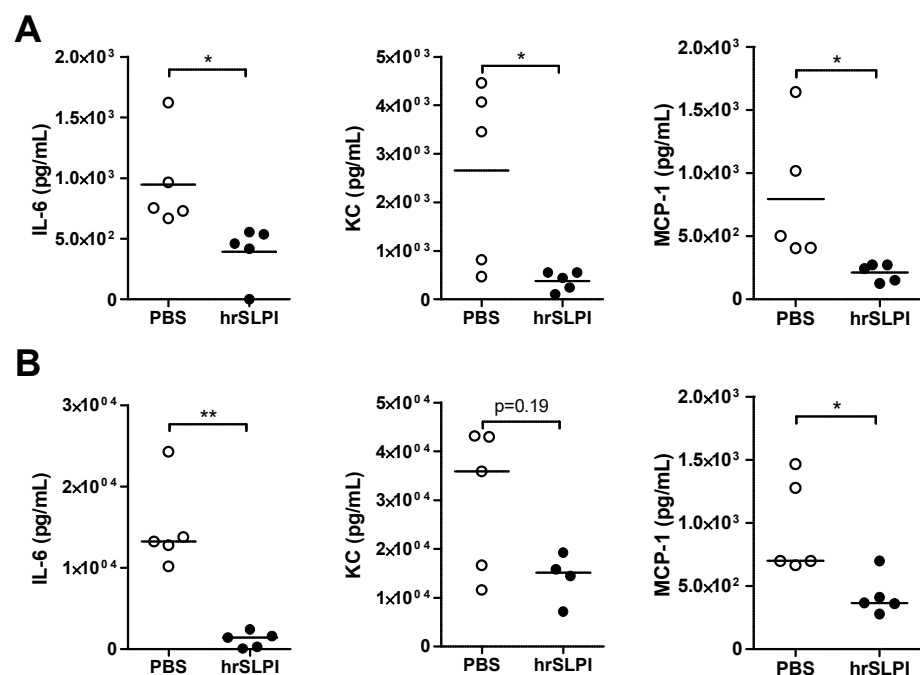 A
IL-6 (pg/mL)
2.0×10³
1.5×10³
1.0×10³
5.0×10²
0
*
PBS
hrSLPI
KC (pg/mL)
5×10⁰³
4×10⁰³
3×10⁰³
2×10⁰³
1×10⁰³
0
*
PBS
hrSLPI
MCP-1 (pg/mL)
2.0×10³
1.5×10³
1.0×10³
5.0×10²
0
*
PBS
hrSLPI
B
IL-6 (pg/mL)
3×10⁰⁴
2×10⁰⁴
1×10⁰⁴
0
**
PBS
hrSLPI
KC (pg/mL)
5×10⁰⁴
4×10⁰⁴
3×10⁰⁴
2×10⁰⁴
1×10⁰⁴
0
p=0.19
PBS
hrSLPI
MCP-1 (pg/mL)
2.0×10³
1.5×10³
1.0×10³
5.0×10²
0
*
PBS
hrSLPI